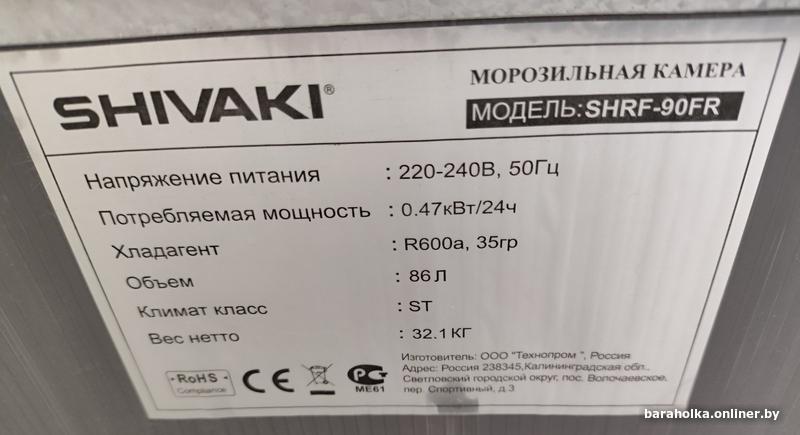 SHIVAKI®
МОРОЗИЛЬНАЯ КАМЕРА
МОДЕЛЬ:SHRF-90FR
Напряжение питания : 220-240В, 50Гц
Потребляемая мощность : 0.47кВт/24ч
Хладагент : R600a, 35гр
Объем : 86 Л
Климат класс : ST
Вес нетто : 32.1 КГ
Изготовитель: ООО "Технопром ", Россия
Адрес: Россия 238345,Калининградская обл.,
Светловский городской округ, пос. Волочаевское,
пер. Спортивный, д.3
RoHS
Compliance
CE
РСТ
МЕ61
baraholka.onliner.by